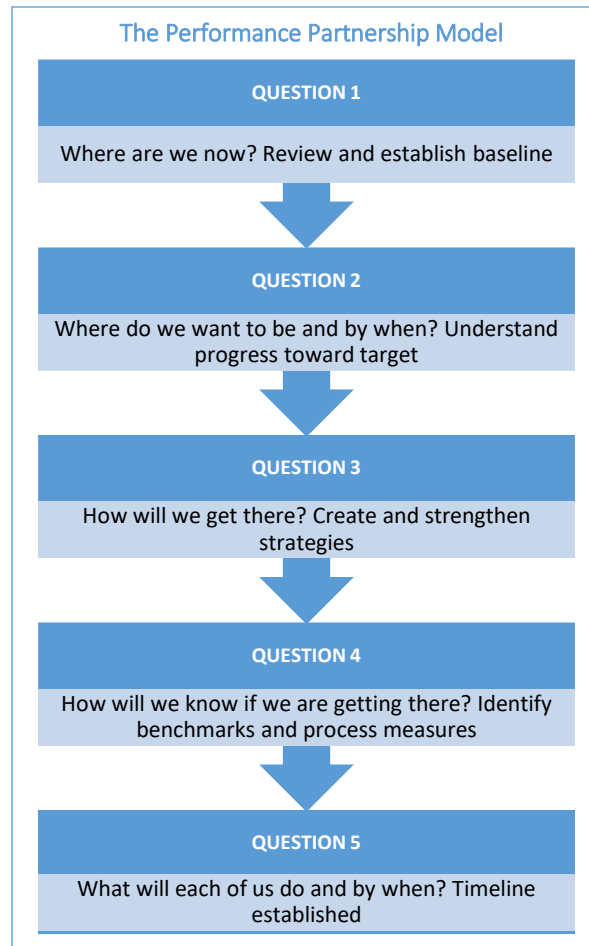 The Performance Partnership Model
QUESTION 1
Where are we now? Review and establish baseline
QUESTION 2
Where do we want to be and by when? Understand
progress toward target
QUESTION 3
How will we get there? Create and strengthen
strategies
QUESTION 4
How will we know if we are getting there? Identify
benchmarks and process measures
QUESTION 5
What will each of us do and by when? Timeline
established